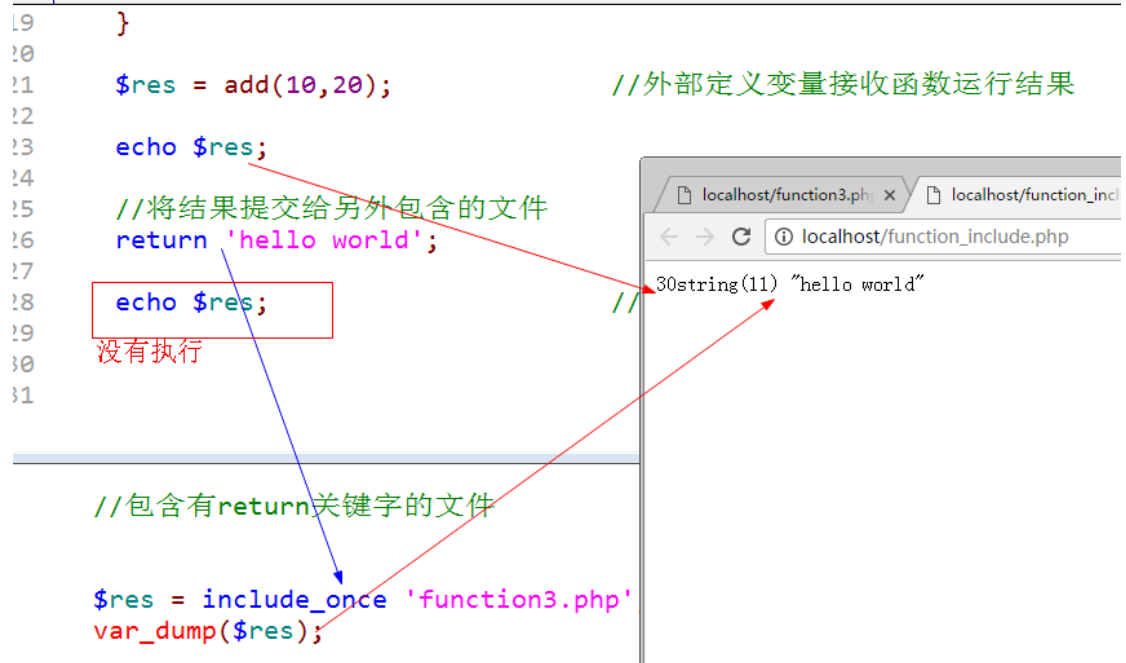 19 }
20
21 $res = add(10,20); //外部定义变量接收函数运行结果
22
23 echo $res;
24
25 //将结果提交给另外包含的文件
26 return 'hello world';
27
28 echo $res; //
29
没有执行
30
31
localhost/function3.ph
localhost/function_incl
localhost/function_include.php
30string(11) "hello world"
//包含有return关键字的文件
$res = include_once 'function3.php'
var_dump($res);